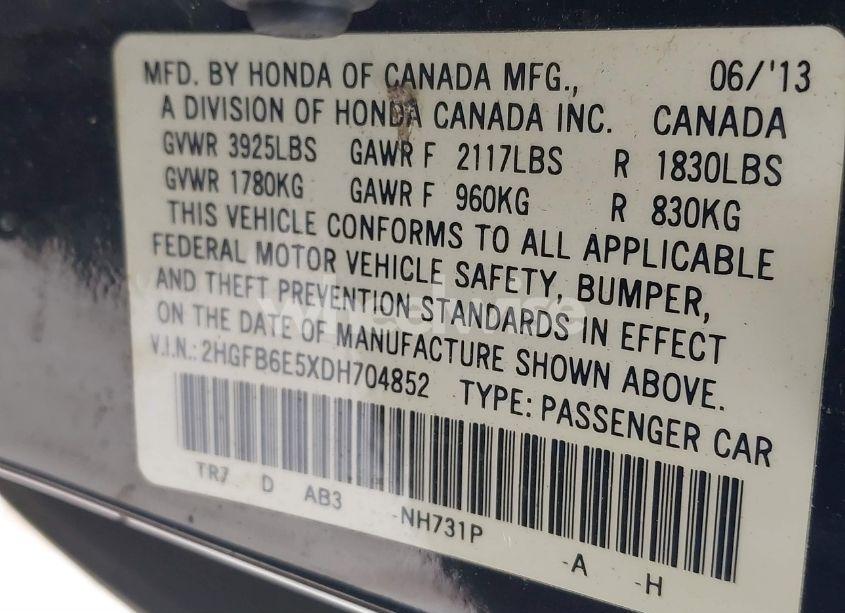 MFD. BY HONDA OF CANADA MFG., 06/'13
A DIVISION OF HONDA CANADA INC. CANADA
GVWR 3925LBS GAWR F 2117LBS R 1830LBS
GVWR 1780KG GAWR F 960KG R 830KG
THIS VEHICLE CONFORMS TO ALL APPLICABLE
FEDERAL MOTOR VEHICLE SAFETY, BUMPER,
AND THEFT PREVENTION STANDARDS IN EFFECT
ON THE DATE OF MANUFACTURE SHOWN ABOVE.
V.I.N.: 2HGFB6E5XDH704852 TYPE: PASSENGER CAR
TR7 D AB3 -NH731P -A -H